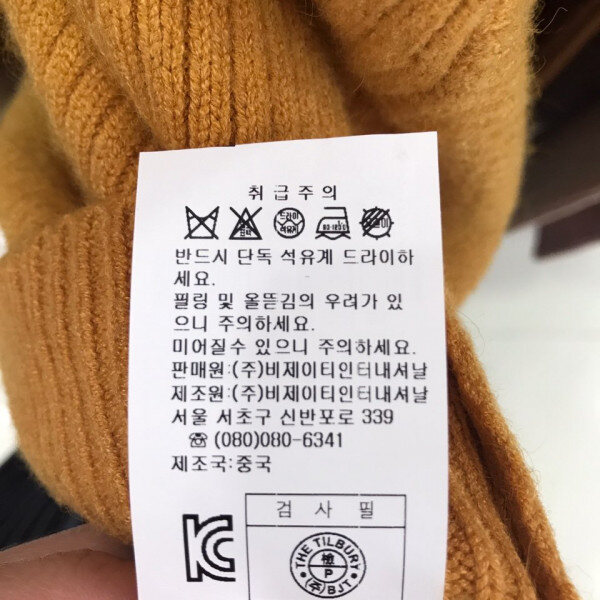 취급주의
드라이
석유계
반드시 단독 석유계 드라이하
세요.
필링 및 올뜯김의 우려가 있
으니 주의하세요.
미어질수 있으니 주의하세요.
판매원:(주)비제이티인터내셔날
제조원:(주)비제이티인터내셔날
서울 서초구 신반포로 339
☏ (080)080-6341
제조국:중국
검사필
THE TILBURY
檢
P
(주)BJT